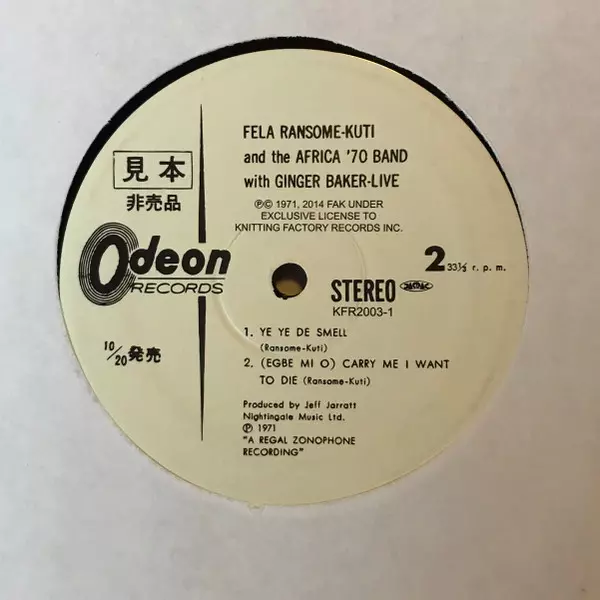 FELA RANSOME-KUTI
and the AFRICA '70 BAND
with GINGER BAKER-LIVE
℗© 1971, 2014 FAK UNDER
EXCLUSIVE LICENSE TO
KNITTING FACTORY RECORDS INC.
見本
非売品
Odeon
RECORDS
10/20発売
2 33⅓ r. p. m.
STEREO
KFR2003-1
1. YE YE DE SMELL
(Ransome-Kuti)
2. (EGBE MI O) CARRY ME I WANT
TO DIE (Ransome-Kuti)
Produced by Jeff Jarratt
Nightingale Music Ltd.
℗ 1971
"A REGAL ZONOPHONE
RECORDING"